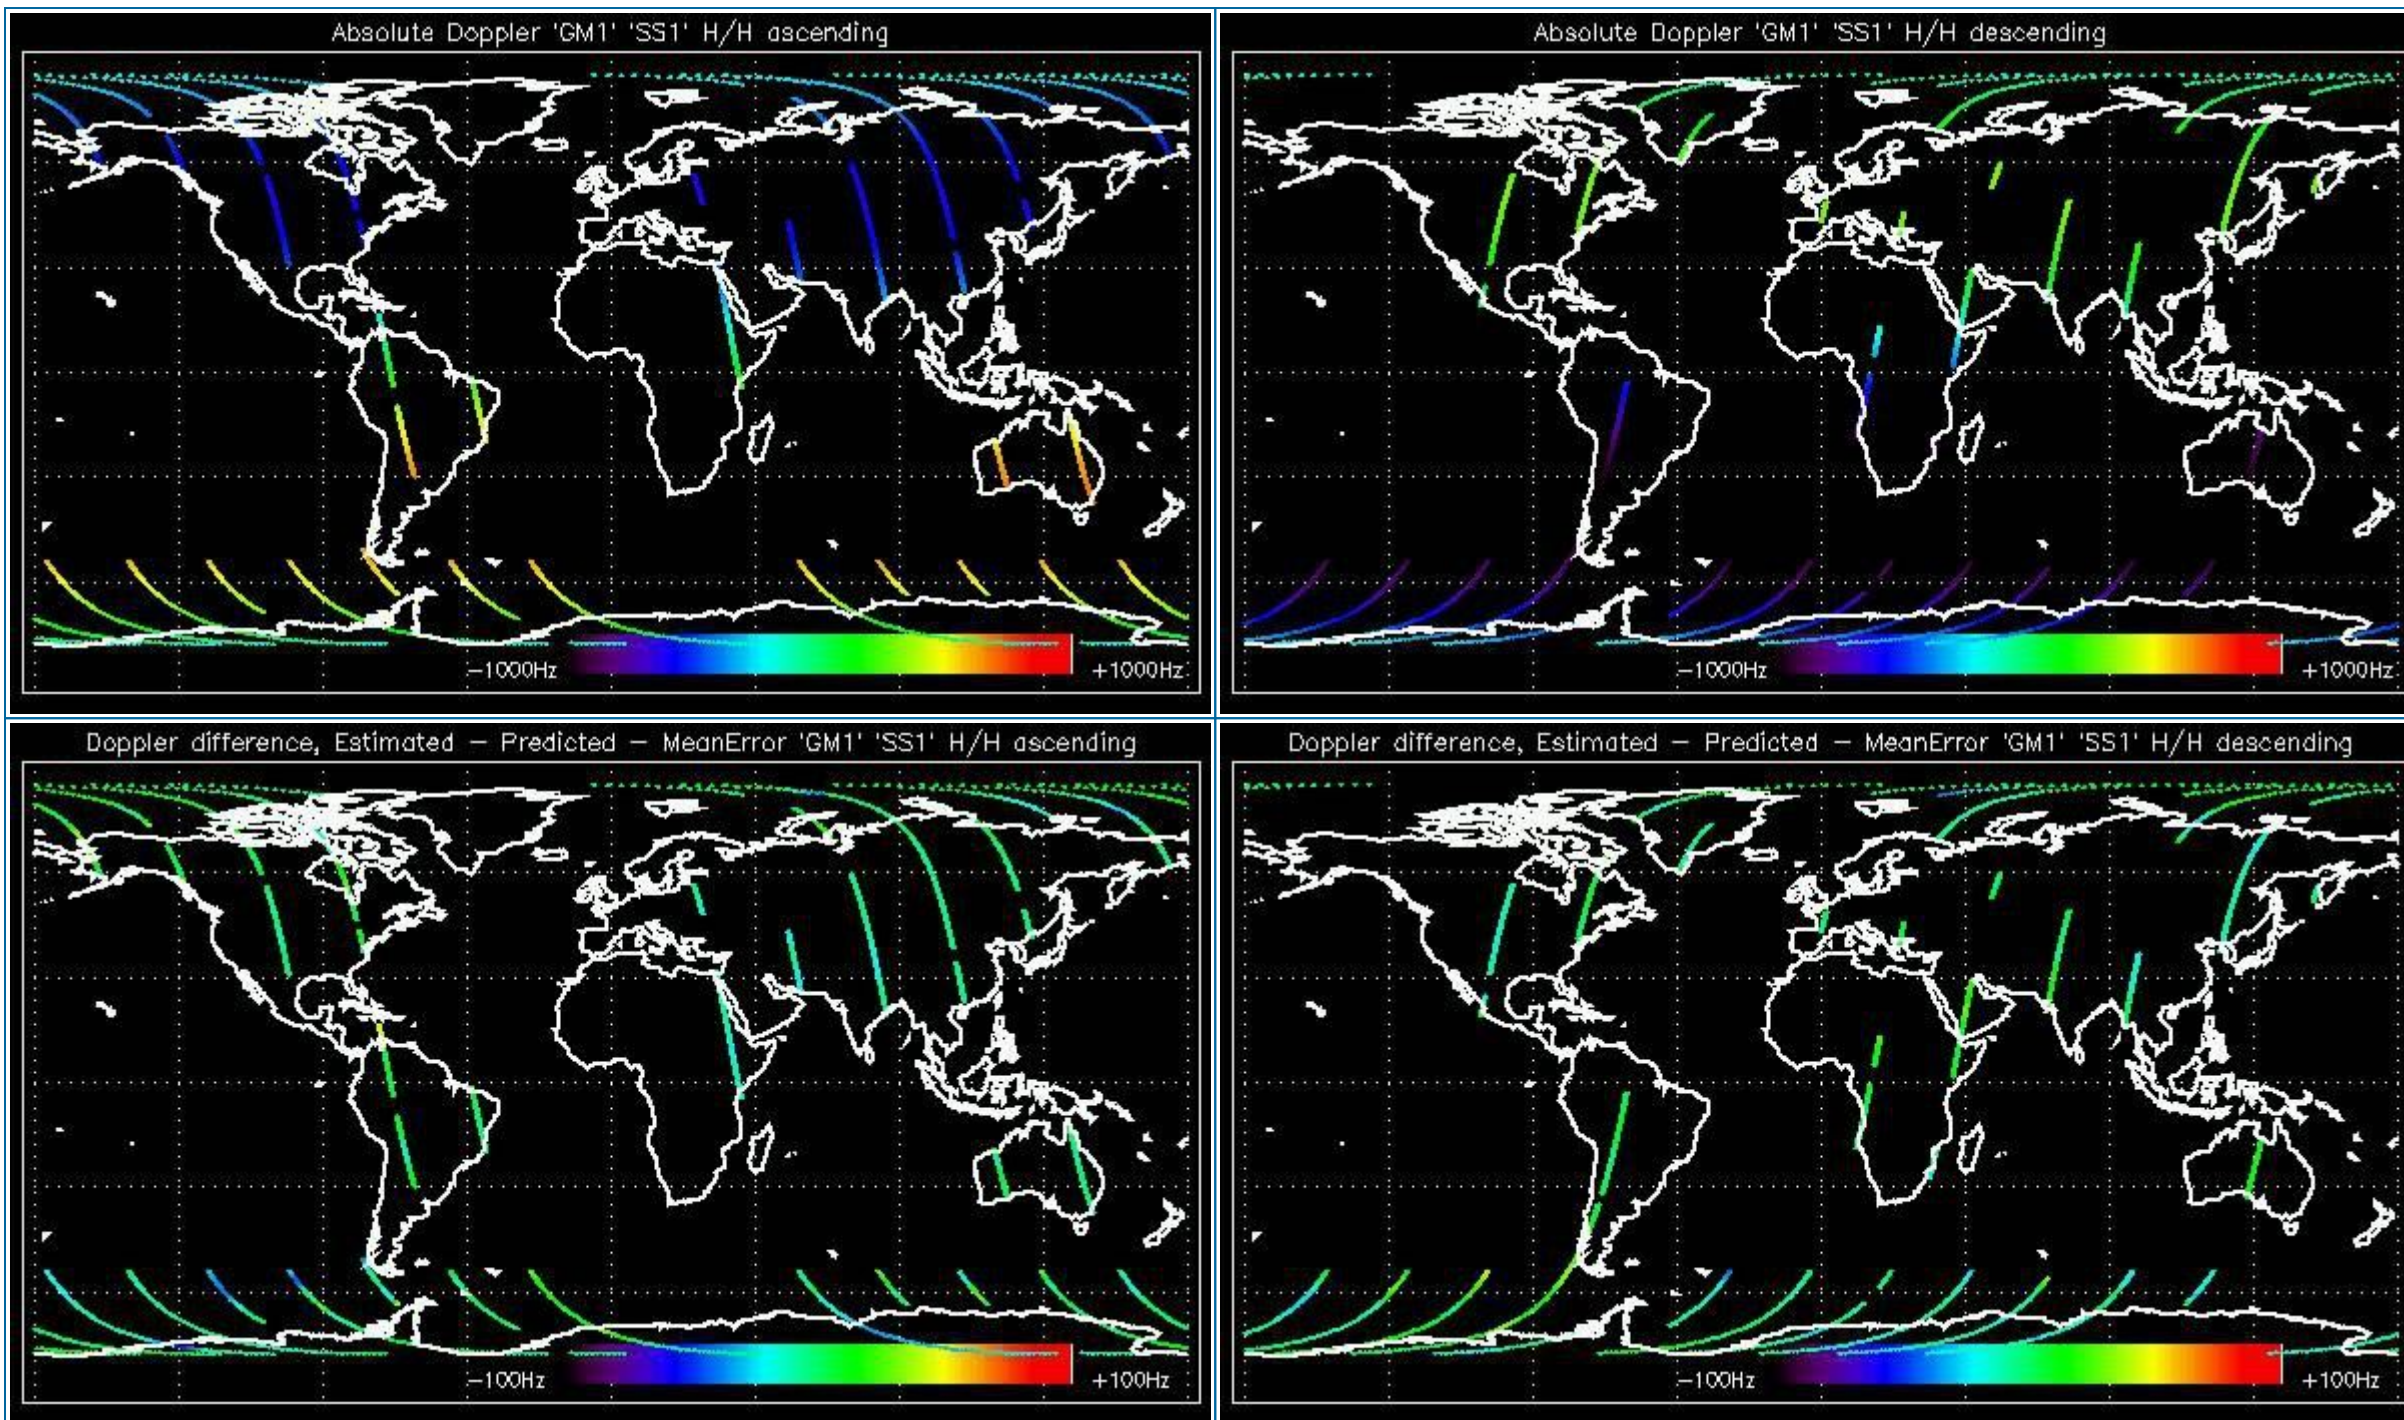 Absolute Doppler 'GM1' 'SS1' H/H ascending
−1000Hz
+1000Hz
Absolute Doppler 'GM1' 'SS1' H/H descending
−1000Hz
+1000Hz
Doppler difference, Estimated − Predicted − MeanError 'GM1' 'SS1' H/H ascending
−100Hz
+100Hz
Doppler difference, Estimated − Predicted − MeanError 'GM1' 'SS1' H/H descending
−100Hz
+100Hz